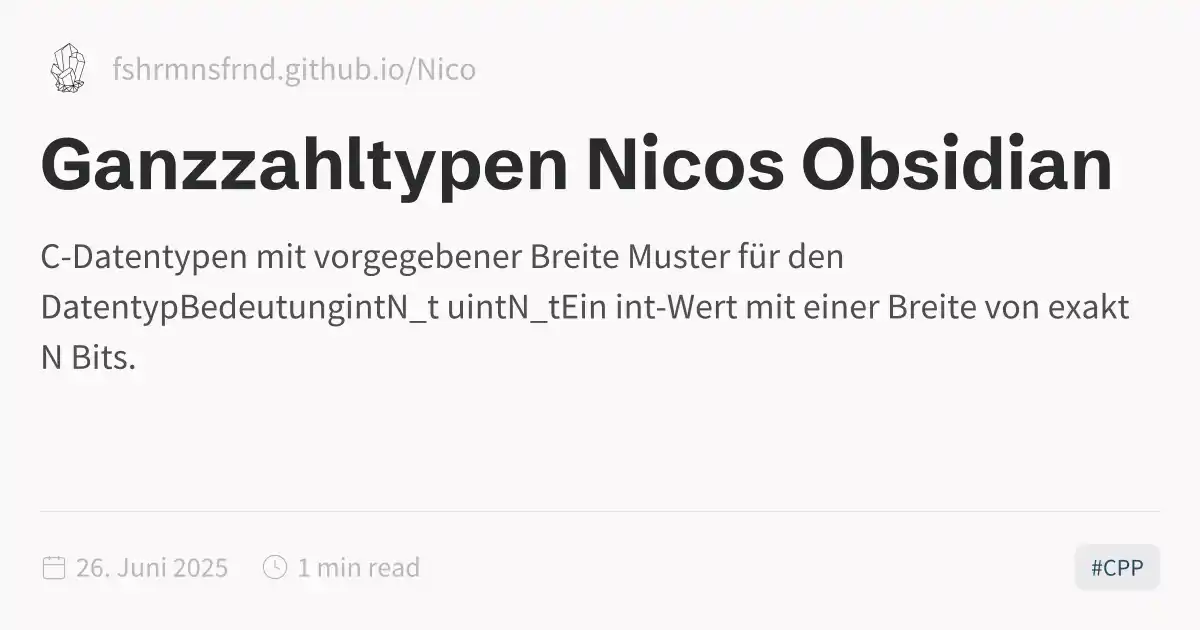 fshrmnsfrnd.github.io/Nico
Ganzzahltypen Nicos Obsidian
C-Datentypen mit vorgegebener Breite Muster für den
DatentypBedeutungintN_t uintN_tEin int-Wert mit einer Breite von exakt
N Bits.
26. Juni 2025 1 min read #CPP